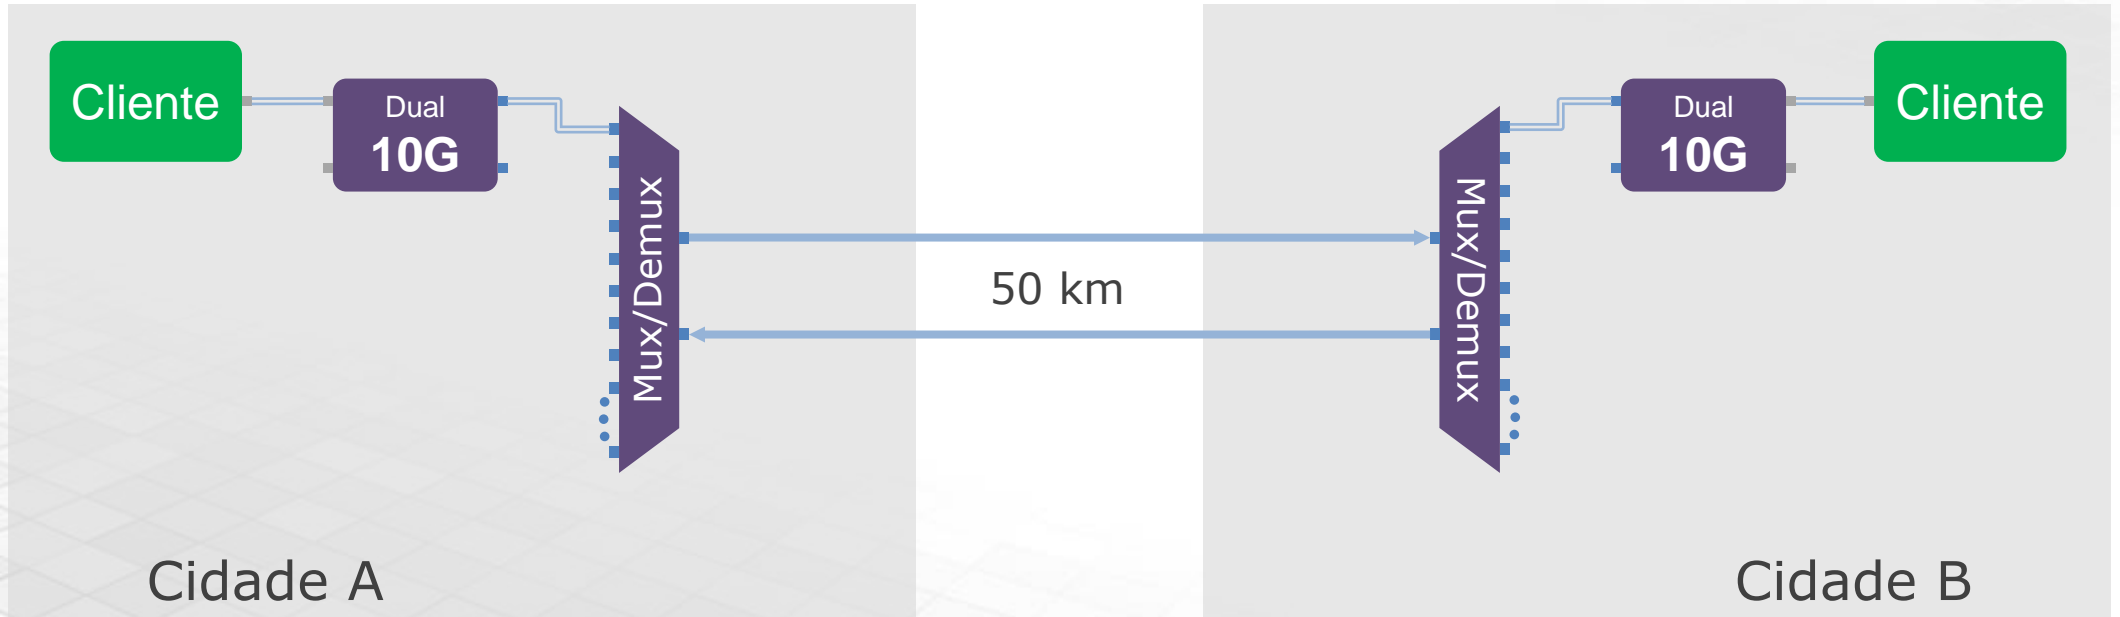 Cliente
Dual
10G
Mux/Demux
50 km
Mux/Demux
Dual
10G
Cliente
Cidade A
Cidade B